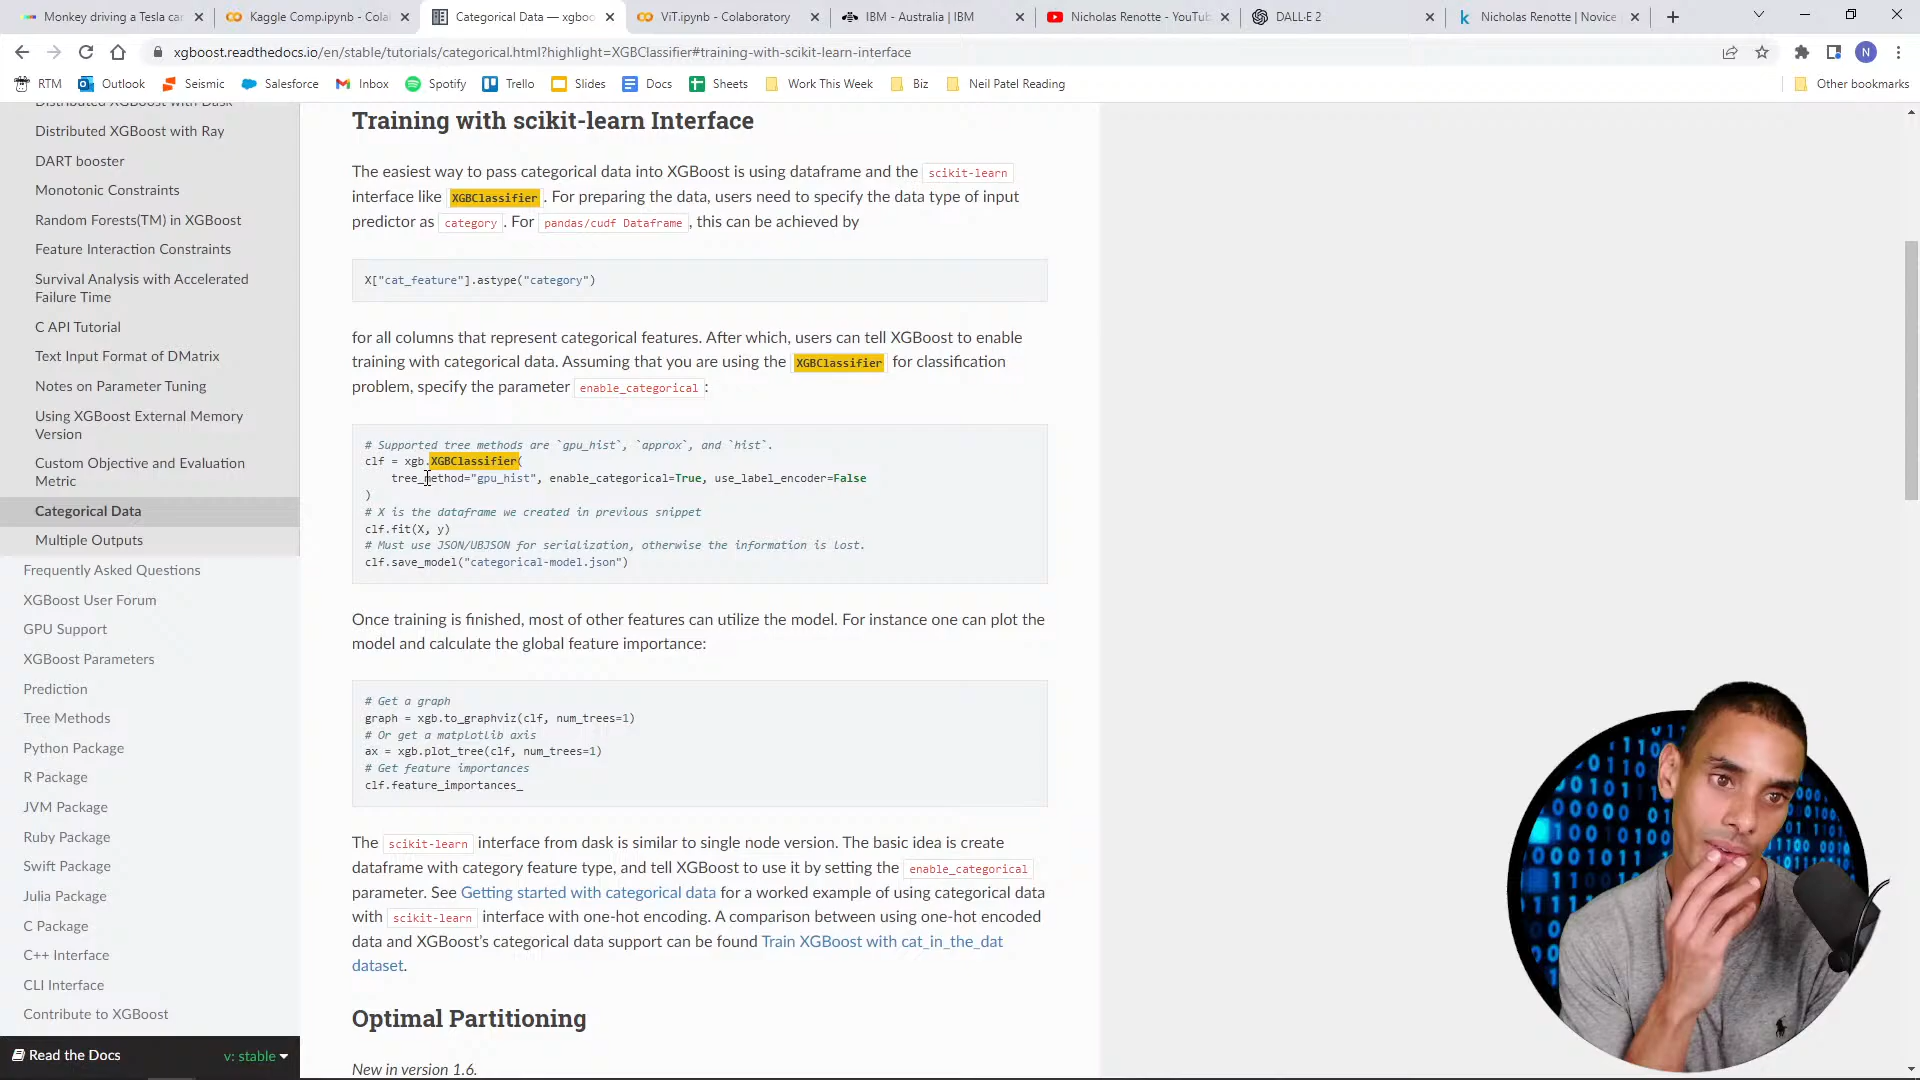 Monkey driving a Tesla car
Kaggle Comp.ipynb - Cola
Categorical Data — xgboo
ViT.ipynb - Colaboratory
IBM - Australia | IBM
Nicholas Renotte - YouTub
DALL·E 2
Nicholas Renotte | Novice
xgboost.readthedocs.io/en/stable/tutorials/categorical.html?highlight=XGBClassifier#training-with-scikit-learn-interface
N
RTM Outlook Seismic Salesforce Inbox Spotify Trello Slides Docs Sheets Work This Week Biz Neil Patel Reading Other bookmarks
Distributed XGBoost with Dask
Distributed XGBoost with Ray
DART booster
Monotonic Constraints
Random Forests(TM) in XGBoost
Feature Interaction Constraints
Survival Analysis with Accelerated
Failure Time
C API Tutorial
Text Input Format of DMatrix
Notes on Parameter Tuning
Using XGBoost External Memory
Version
Custom Objective and Evaluation
Metric
Categorical Data
Multiple Outputs
Frequently Asked Questions
XGBoost User Forum
GPU Support
XGBoost Parameters
Prediction
Tree Methods
Python Package
R Package
JVM Package
Ruby Package
Swift Package
Julia Package
C Package
C++ Interface
CLI Interface
Contribute to XGBoost
Read the Docs v: stable
Training with scikit-learn Interface
The easiest way to pass categorical data into XGBoost is using dataframe and the scikit-learn
interface like XGBClassifier . For preparing the data, users need to specify the data type of input
predictor as category . For pandas/cudf Dataframe , this can be achieved by
X["cat_feature"].astype("category")
for all columns that represent categorical features. After which, users can tell XGBoost to enable
training with categorical data. Assuming that you are using the XGBClassifier for classification
problem, specify the parameter enable_categorical :
# Supported tree methods are `gpu_hist`, `approx`, and `hist`.
clf = xgb.XGBClassifier(
tree_method="gpu_hist", enable_categorical=True, use_label_encoder=False
)
# X is the dataframe we created in previous snippet
clf.fit(X, y)
# Must use JSON/UBJSON for serialization, otherwise the information is lost.
clf.save_model("categorical-model.json")
Once training is finished, most of other features can utilize the model. For instance one can plot the
model and calculate the global feature importance:
# Get a graph
graph = xgb.to_graphviz(clf, num_trees=1)
# Or get a matplotlib axis
ax = xgb.plot_tree(clf, num_trees=1)
# Get feature importances
clf.feature_importances_
The scikit-learn interface from dask is similar to single node version. The basic idea is create
dataframe with category feature type, and tell XGBoost to use it by setting the enable_categorical
parameter. See Getting started with categorical data for a worked example of using categorical data
with scikit-learn interface with one-hot encoding. A comparison between using one-hot encoded
data and XGBoost's categorical data support can be found Train XGBoost with cat_in_the_dat
dataset.
Optimal Partitioning
New in version 1.6.